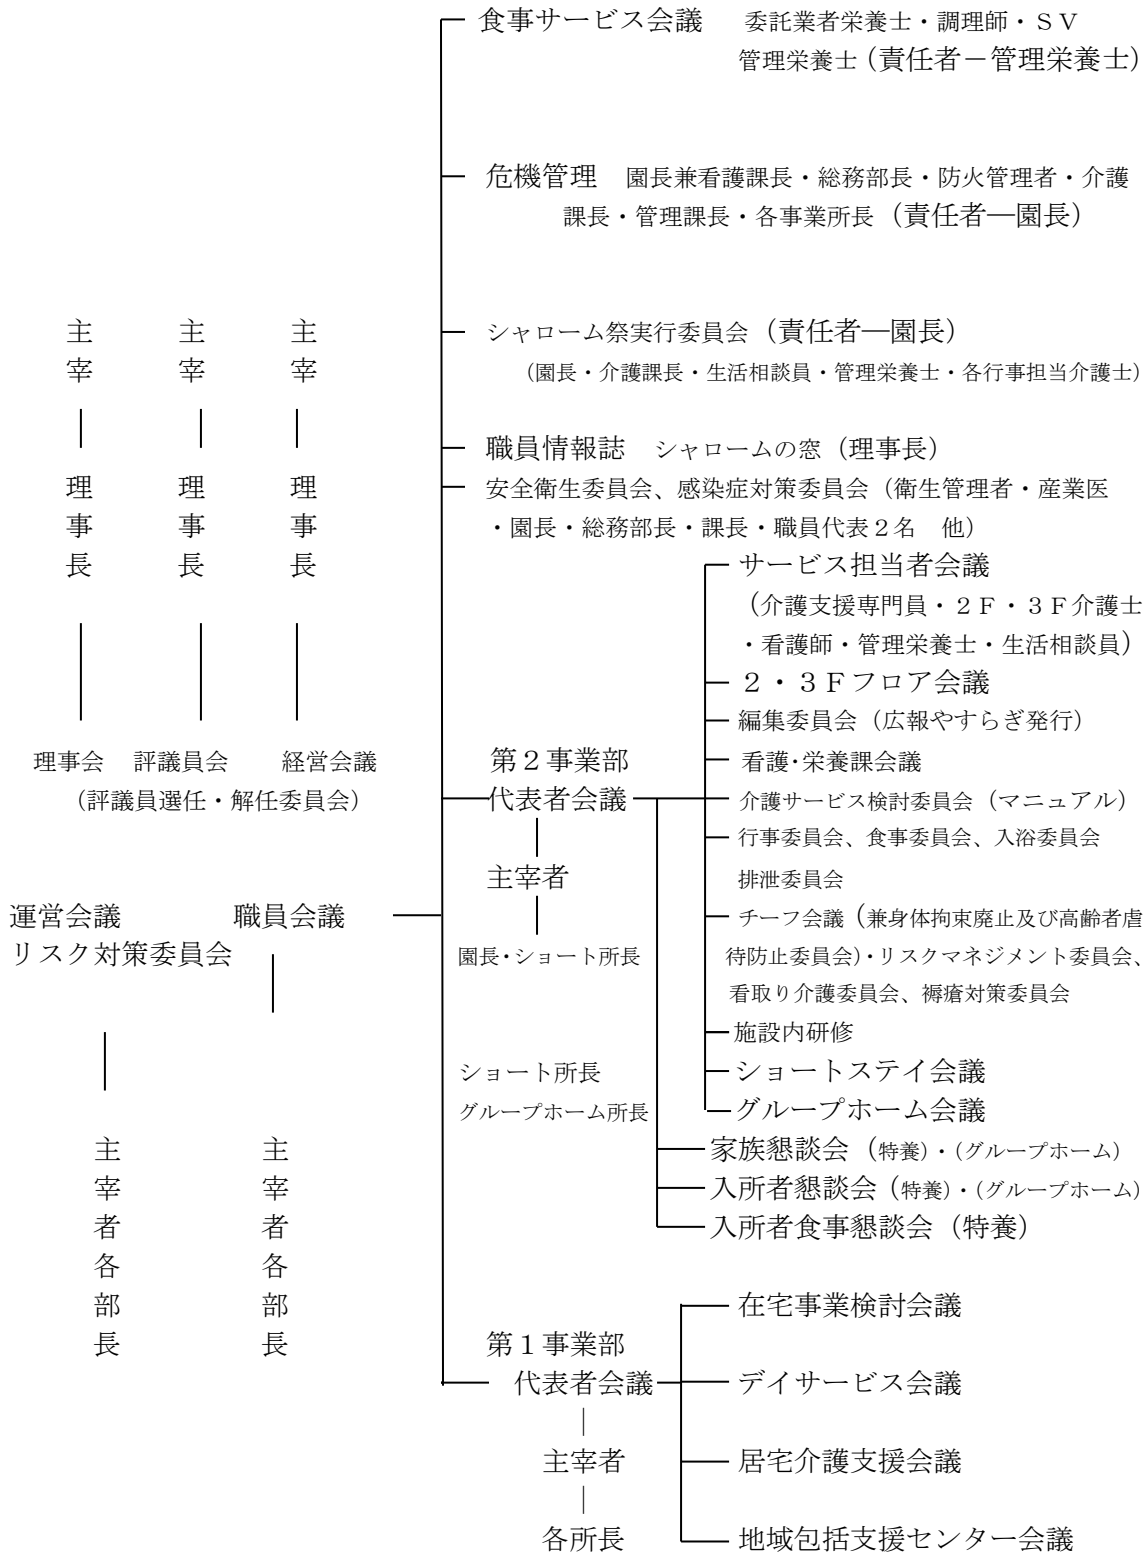 食事サービス会議　委託業者栄養士・調理師・ＳＶ
管理栄養士（責任者－管理栄養士）
危機管理　園長兼看護課長・総務部長・防火管理者・介護
課長・管理課長・各事業所長（責任者―園長）
シャローム祭実行委員会（責任者―園長）
（園長・介護課長・生活相談員・管理栄養士・各行事担当介護士）
職員情報誌　シャロームの窓（理事長）
安全衛生委員会、感染症対策委員会（衛生管理者・産業医
・園長・総務部長・課長・職員代表２名　他）
主宰
理事長
理事会
主宰
理事長
評議員会
主宰
理事長
経営会議
（評議員選任・解任委員会）
運営会議
リスク対策委員会
主宰者各部長
職員会議
主宰者各部長
第２事業部
代表者会議
主宰者
園長・ショート所長
ショート所長
グループホーム所長
サービス担当者会議
（介護支援専門員・２Ｆ・３Ｆ介護士
・看護師・管理栄養士・生活相談員）
２・３Ｆフロア会議
編集委員会（広報やすらぎ発行）
看護・栄養課会議
介護サービス検討委員会（マニュアル）
行事委員会、食事委員会、入浴委員会
排泄委員会
チーフ会議（兼身体拘束廃止及び高齢者虐
待防止委員会）・リスクマネジメント委員会、
看取り介護委員会、褥瘡対策委員会
施設内研修
ショートステイ会議
グループホーム会議
家族懇談会（特養）・（グループホーム）
入所者懇談会（特養）・（グループホーム）
入所者食事懇談会（特養）
第１事業部
代表者会議
主宰者
各所長
在宅事業検討会議
デイサービス会議
居宅介護支援会議
地域包括支援センター会議